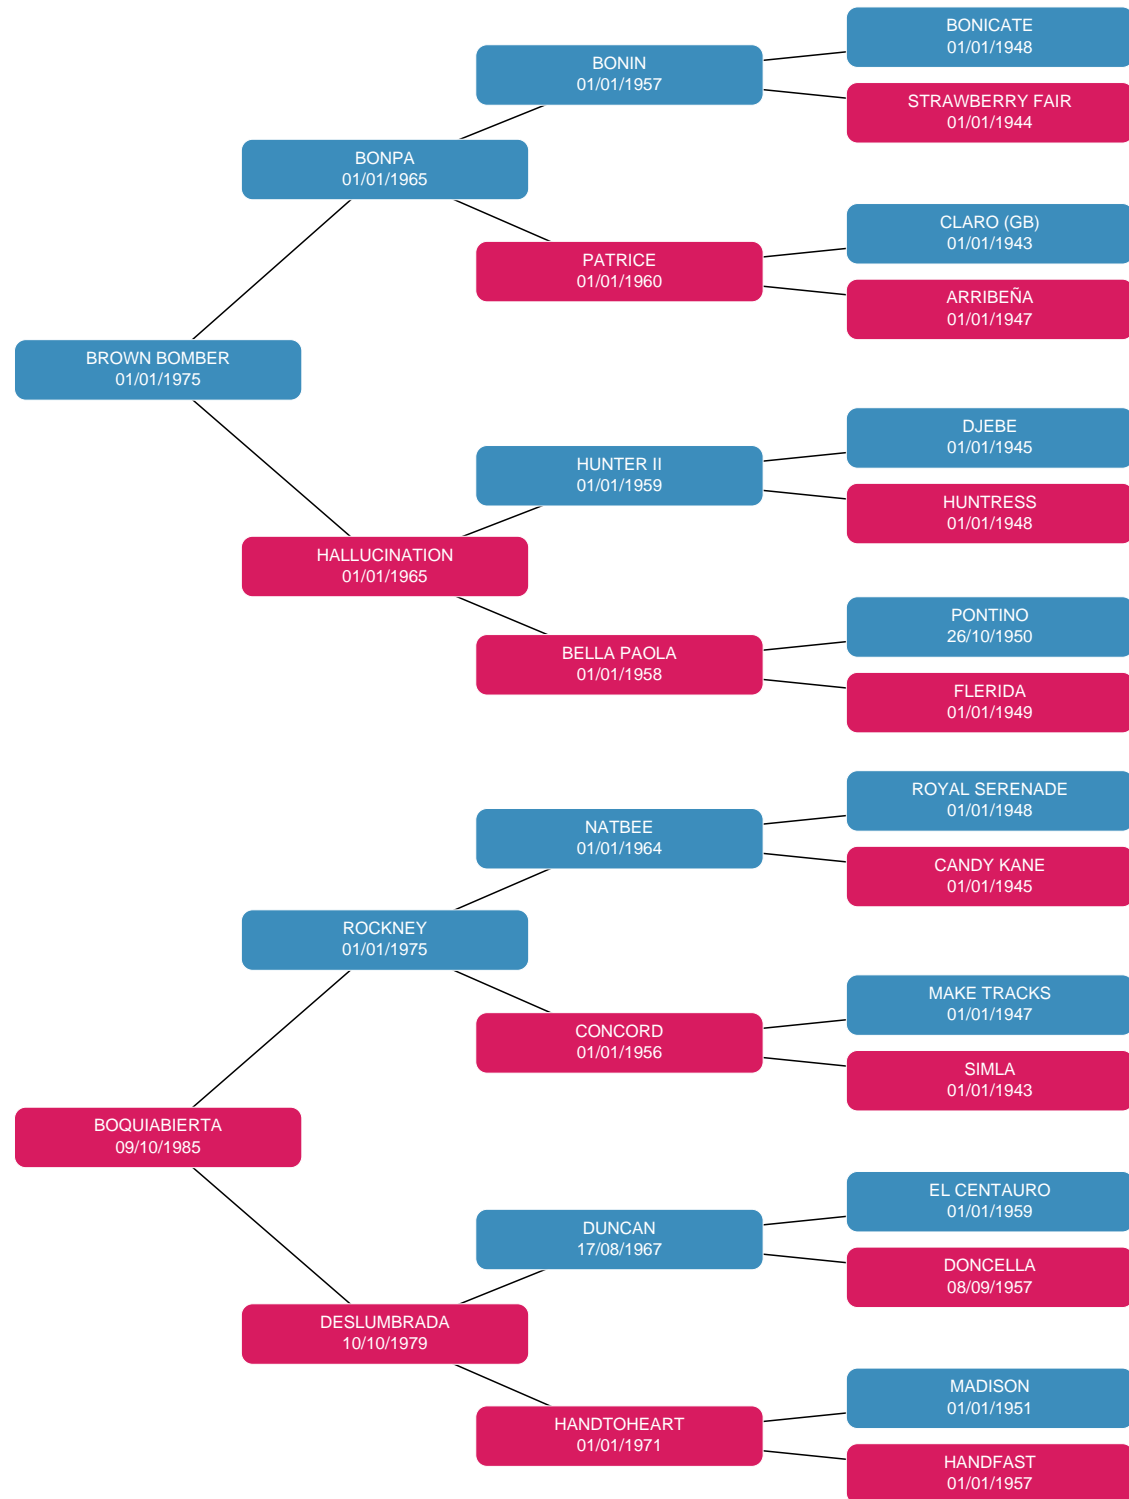 BONICATE
01/01/1948
BONIN
01/01/1957
STRAWBERRY FAIR
01/01/1944
BONPA
01/01/1965
CLARO (GB)
01/01/1943
PATRICE
01/01/1960
ARRIBEÑA
01/01/1947
BROWN BOMBER
01/01/1975
DJEBE
01/01/1945
HUNTER II
01/01/1959
HUNTRESS
01/01/1948
HALLUCINATION
01/01/1965
PONTINO
26/10/1950
BELLA PAOLA
01/01/1958
FLERIDA
01/01/1949
ROYAL SERENADE
01/01/1948
NATBEE
01/01/1964
CANDY KANE
01/01/1945
ROCKNEY
01/01/1975
MAKE TRACKS
01/01/1947
CONCORD
01/01/1956
SIMLA
01/01/1943
BOQUIABIERTA
09/10/1985
EL CENTAURO
01/01/1959
DUNCAN
17/08/1967
DONCELLA
08/09/1957
DESLUMBRADA
10/10/1979
MADISON
01/01/1951
HANDTOHEART
01/01/1971
HANDFAST
01/01/1957